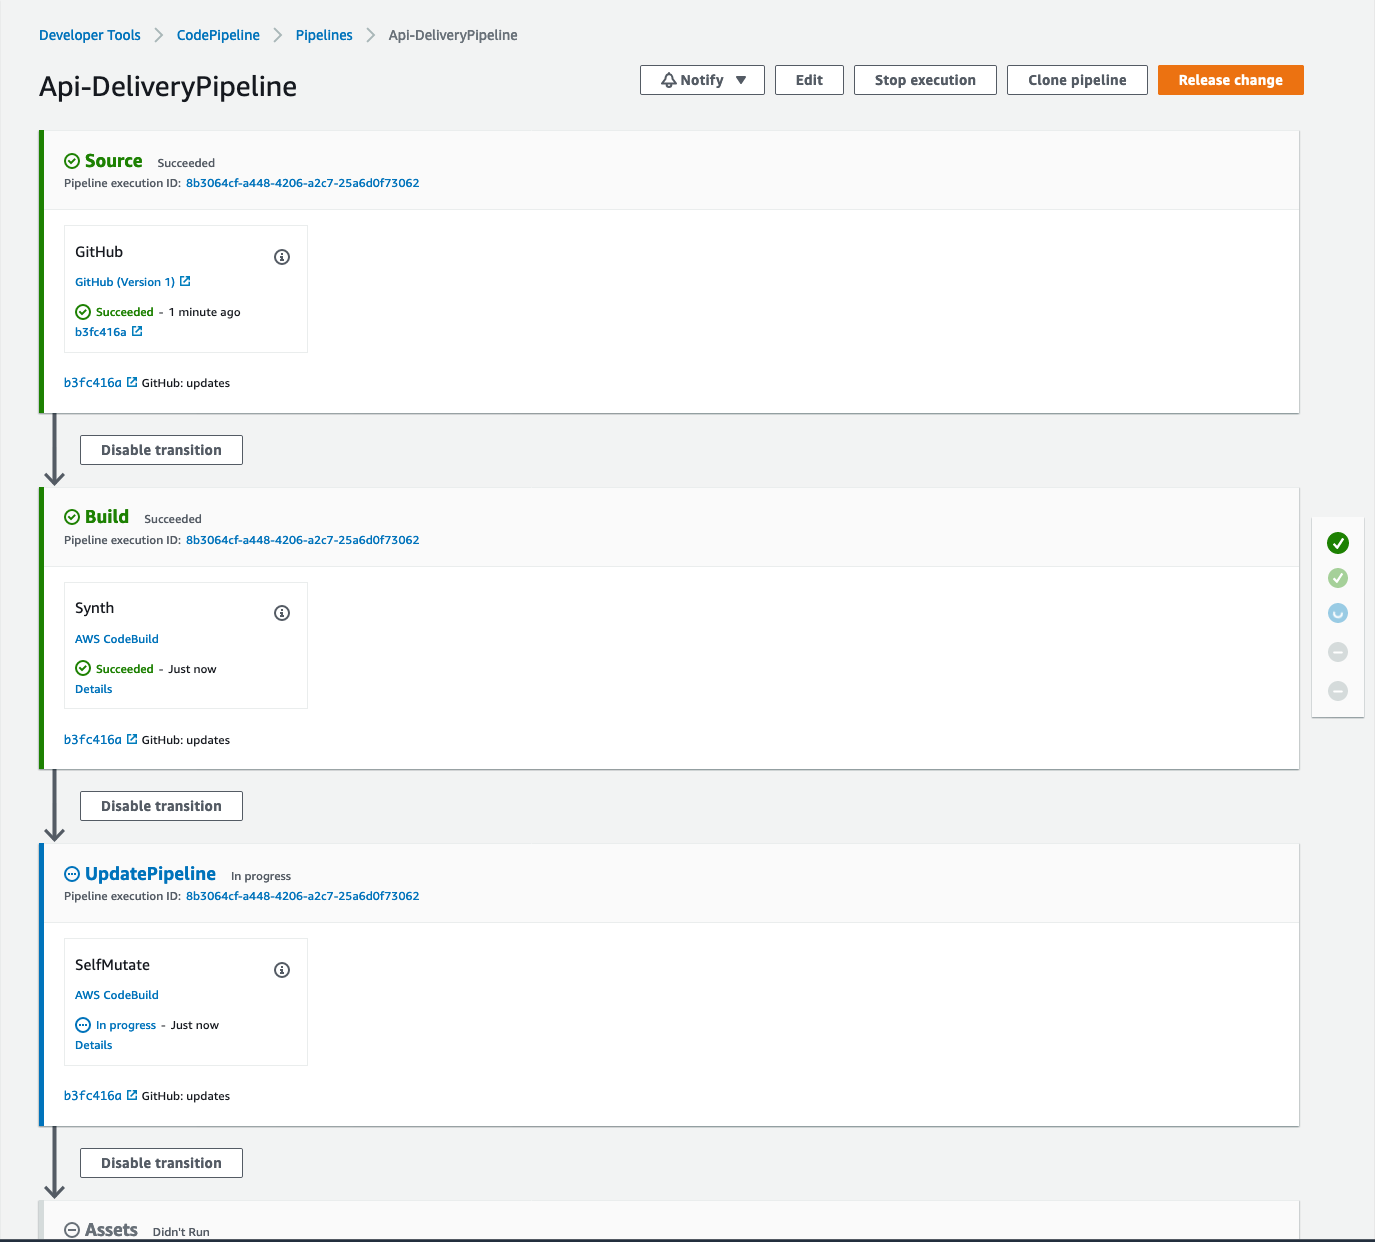 Developer Tools > CodePipeline > Pipelines > Api-DeliveryPipeline
Api-DeliveryPipeline
Notify Edit Stop execution Clone pipeline Release change
Source Succeeded
Pipeline execution ID: 8b3064cf-a448-4206-a2c7-25a6d0f73062
GitHub
GitHub (Version 1)
Succeeded - 1 minute ago
b3fc416a
b3fc416a GitHub: updates
Disable transition
Build Succeeded
Pipeline execution ID: 8b3064cf-a448-4206-a2c7-25a6d0f73062
Synth
AWS CodeBuild
Succeeded - Just now
Details
b3fc416a GitHub: updates
Disable transition
UpdatePipeline In progress
Pipeline execution ID: 8b3064cf-a448-4206-a2c7-25a6d0f73062
SelfMutate
AWS CodeBuild
In progress - Just now
Details
b3fc416a GitHub: updates
Disable transition
Assets Didn't Run